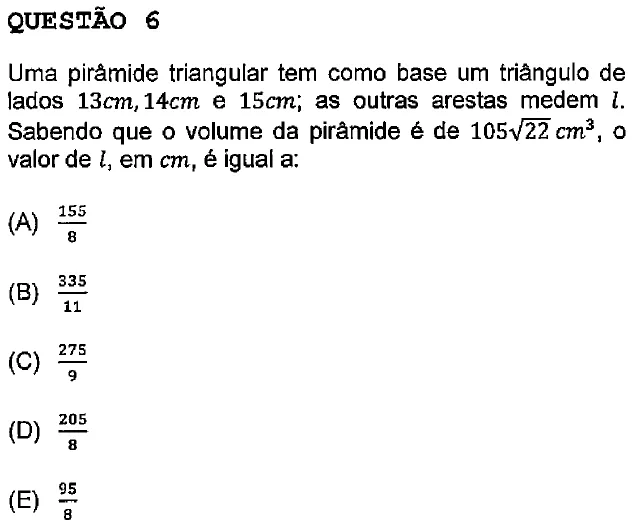 QUESTÃO 6
Uma pirâmide triangular tem como base um triângulo de
lados 13cm, 14cm e 15cm; as outras arestas medem l.
Sabendo que o volume da pirâmide é de 105√22 cm³, o
valor de l, em cm, é igual a:
(A) 155/8
(B) 335/11
(C) 275/9
(D) 205/8
(E) 95/8